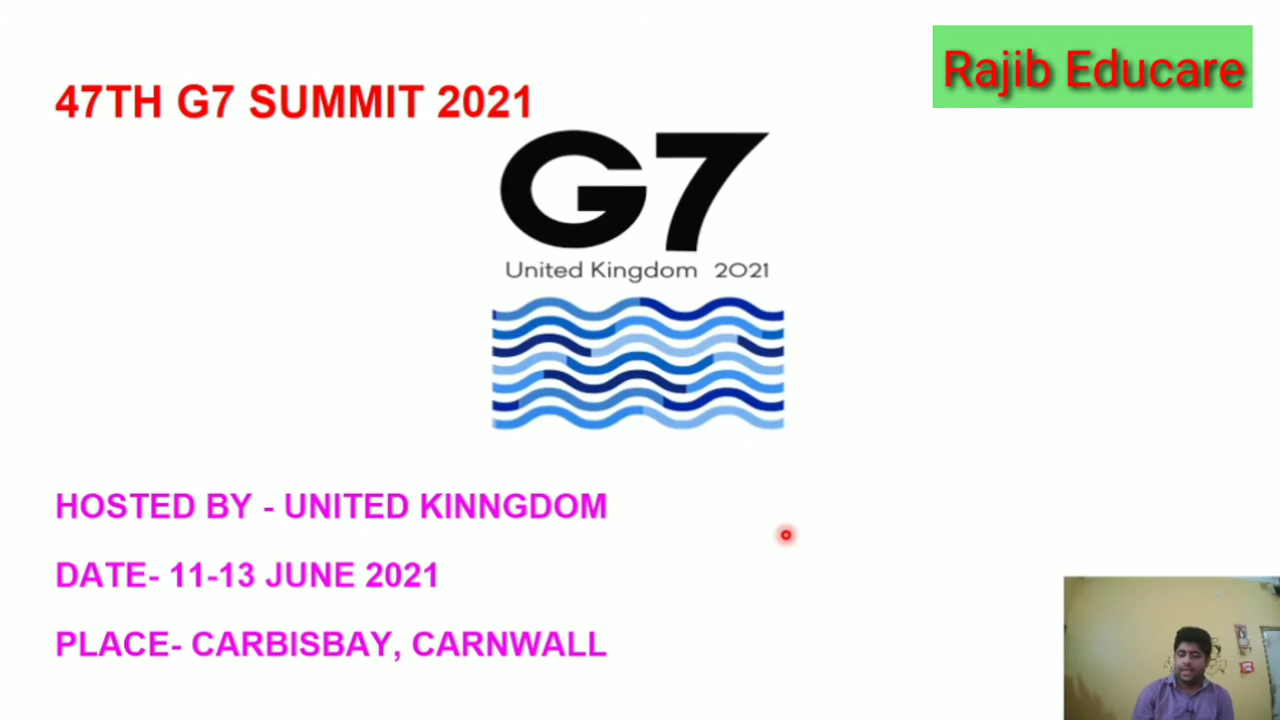 Rajib Educare
47TH G7 SUMMIT 2021
G7
United Kingdom 2021
HOSTED BY - UNITED KINNGDOM
DATE- 11-13 JUNE 2021
PLACE- CARBISBAY, CARNWALL